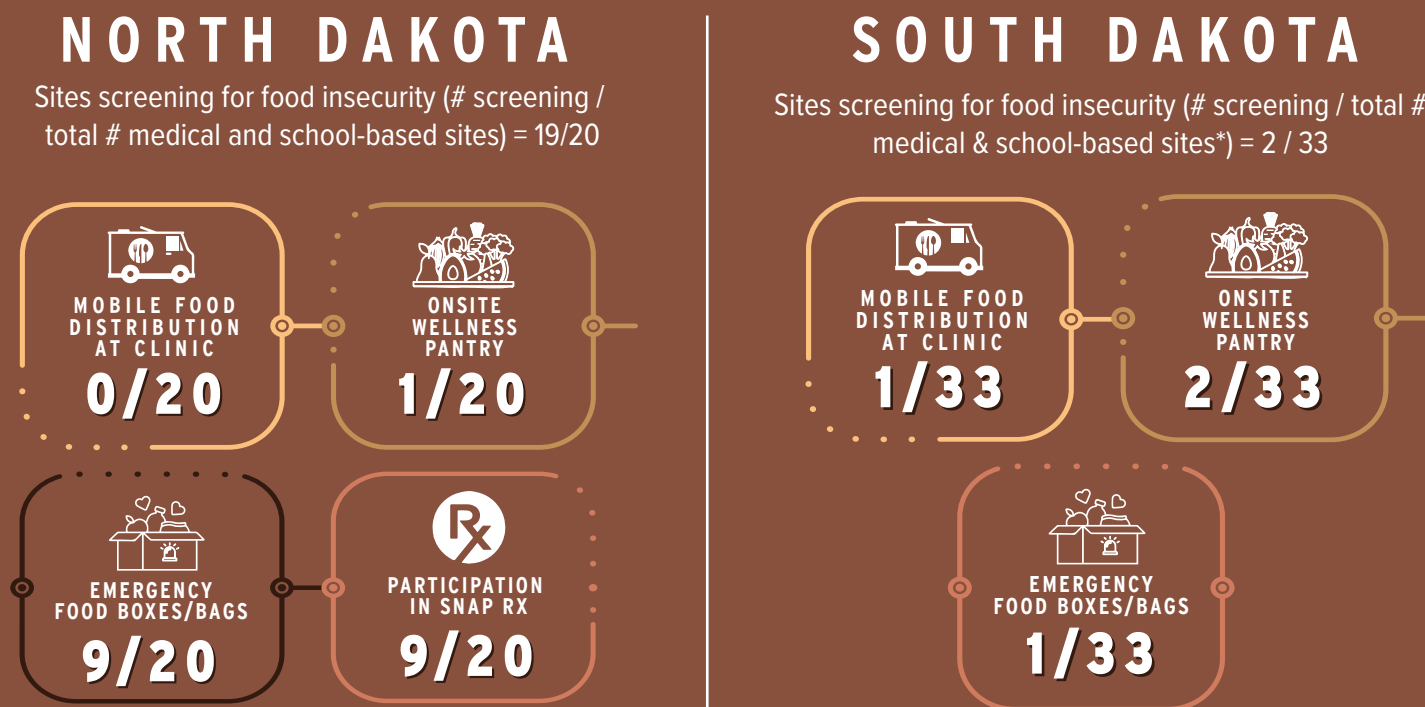 NORTH DAKOTA
Sites screening for food insecurity (# screening /
total # medical and school-based sites) = 19/20
MOBILE FOOD
DISTRIBUTION
AT CLINIC
0/20
ONSITE
WELLNESS
PANTRY
1/20
EMERGENCY
FOOD BOXES/BAGS
9/20
Rx
PARTICIPATION
IN SNAP RX
9/20
SOUTH DAKOTA
Sites screening for food insecurity (# screening / total #
medical & school-based sites*) = 2 / 33
MOBILE FOOD
DISTRIBUTION
AT CLINIC
1/33
ONSITE
WELLNESS
PANTRY
2/33
EMERGENCY
FOOD BOXES/BAGS
1/33